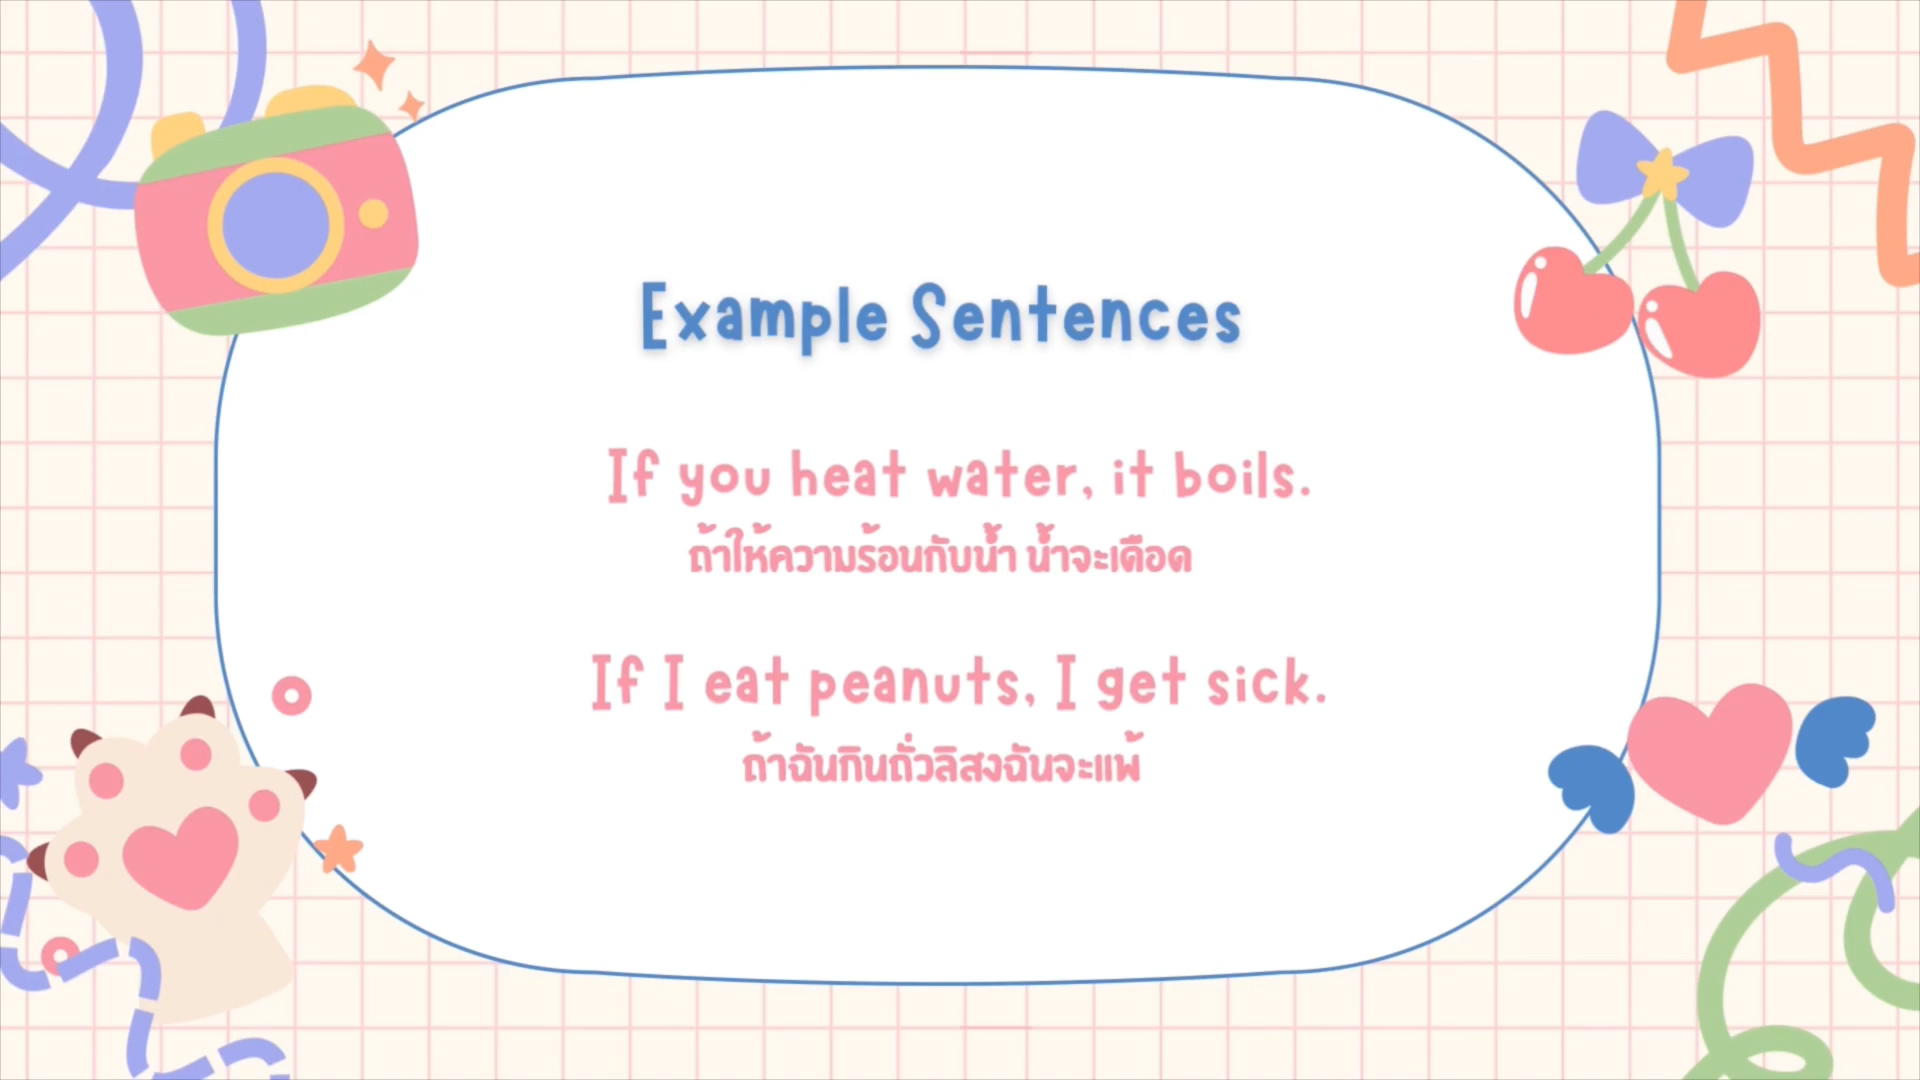 Example Sentences
If you heat water, it boils.
ถ้าให้ความร้อนกับน้ำ น้ำจะเดือด
If I eat peanuts, I get sick.
ถ้าฉันกินถั่วลิสงฉันจะแพ้